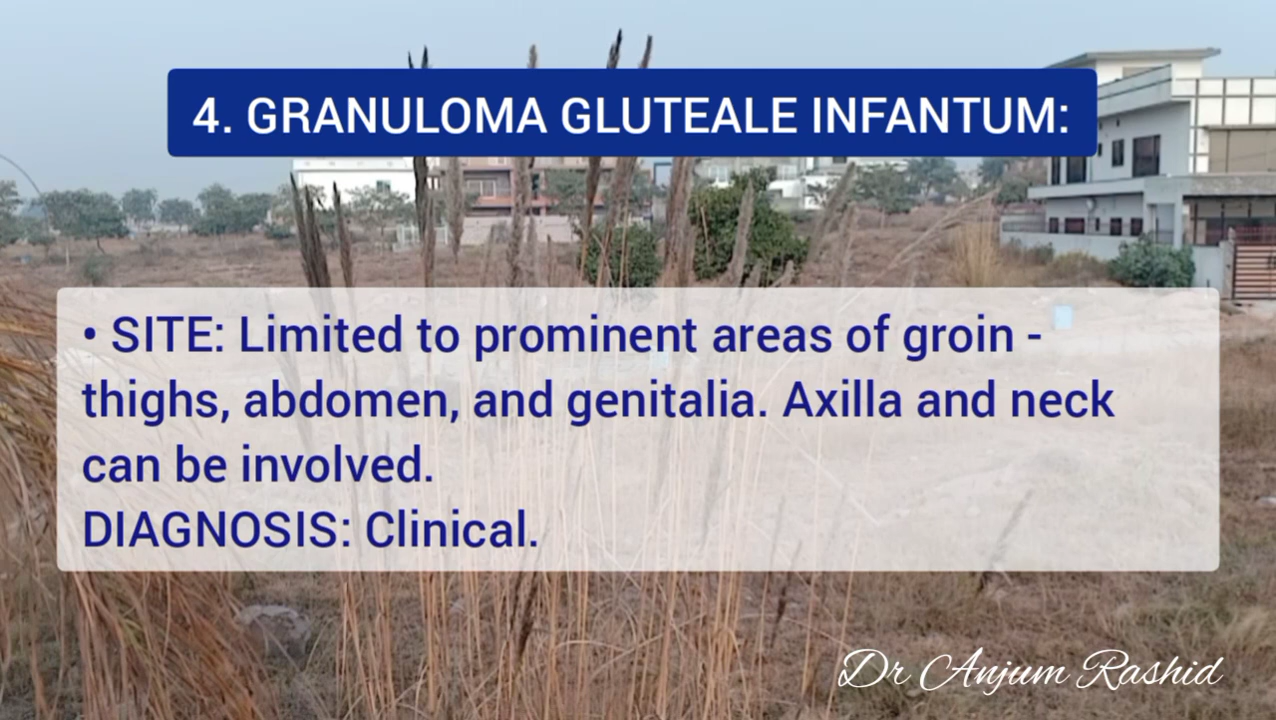 4. GRANULOMA GLUTEALE INFANTUM:
• SITE: Limited to prominent areas of groin -
thighs, abdomen, and genitalia. Axilla and neck
can be involved.
DIAGNOSIS: Clinical.
Dr Anjum Rashid